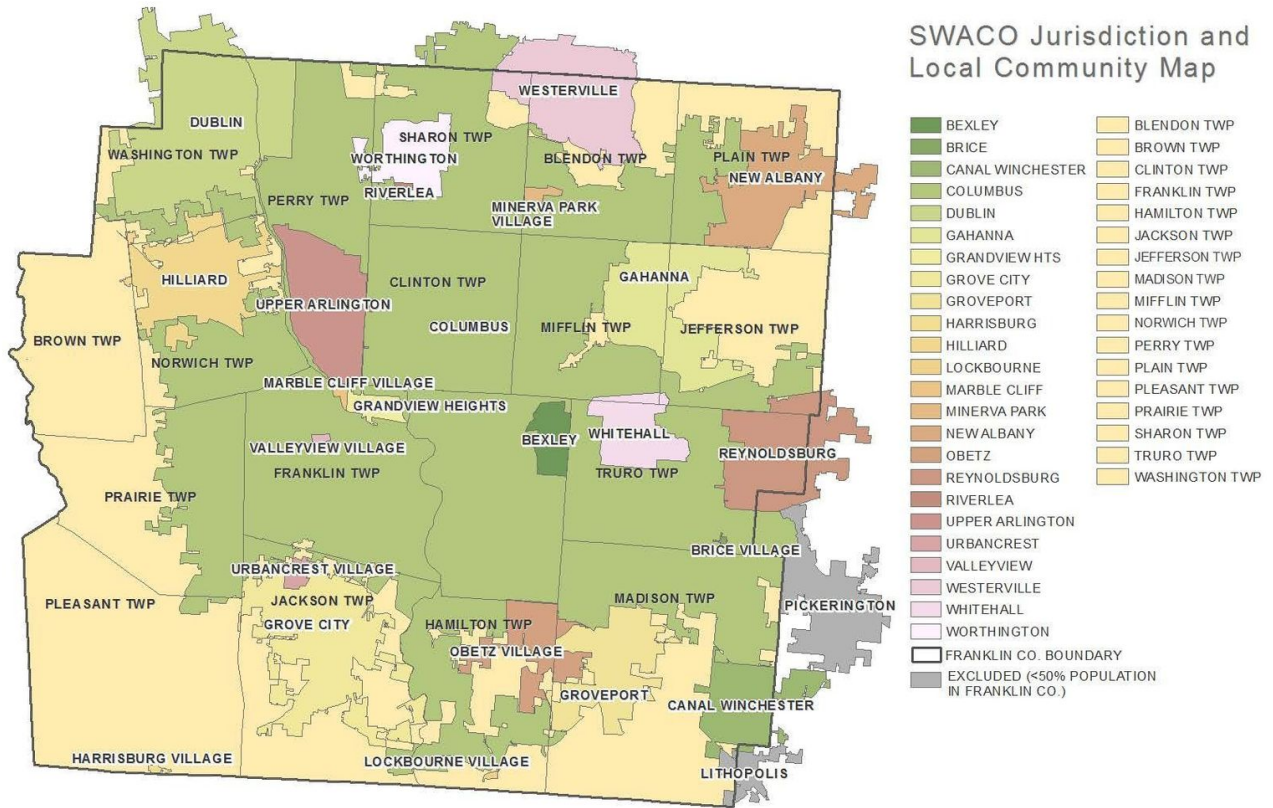 SWACO Jurisdiction and
Local Community Map
WESTERVILLE
DUBLIN
SHARON TWP
WASHINGTON TWP
WORTHINGTON
BLENDON TWP
PLAIN TWP
NEW ALBANY
RIVERLEA
PERRY TWP
MINERVA PARK
VILLAGE
HILLIARD
GAHANNA
CLINTON TWP
UPPER ARLINGTON
COLUMBUS
MIFFLIN TWP
JEFFERSON TWP
BROWN TWP
NORWICH TWP
MARBLE CLIFF VILLAGE
GRANDVIEW HEIGHTS
BEXLEY
WHITEHALL
VALLEYVIEW VILLAGE
REYNOLDSBURG
FRANKLIN TWP
TRURO TWP
PRAIRIE TWP
BRICE VILLAGE
URBANCREST VILLAGE
PLEASANT TWP
JACKSON TWP
MADISON TWP
PICKERINGTON
GROVE CITY
HAMILTON TWP
OBETZ VILLAGE
GROVEPORT
CANAL WINCHESTER
HARRISBURG VILLAGE
LOCKBOURNE VILLAGE
LITHOPOLIS
BEXLEY
BRICE
CANAL WINCHESTER
COLUMBUS
DUBLIN
GAHANNA
GRANDVIEW HTS
GROVE CITY
GROVEPORT
HARRISBURG
HILLIARD
LOCKBOURNE
MARBLE CLIFF
MINERVA PARK
NEW ALBANY
OBETZ
REYNOLDSBURG
RIVERLEA
UPPER ARLINGTON
URBANCREST
VALLEYVIEW
WESTERVILLE
WHITEHALL
WORTHINGTON
FRANKLIN CO. BOUNDARY
EXCLUDED (<50% POPULATION
IN FRANKLIN CO.)
BLENDON TWP
BROWN TWP
CLINTON TWP
FRANKLIN TWP
HAMILTON TWP
JACKSON TWP
JEFFERSON TWP
MADISON TWP
MIFFLIN TWP
NORWICH TWP
PERRY TWP
PLAIN TWP
PLEASANT TWP
PRAIRIE TWP
SHARON TWP
TRURO TWP
WASHINGTON TWP